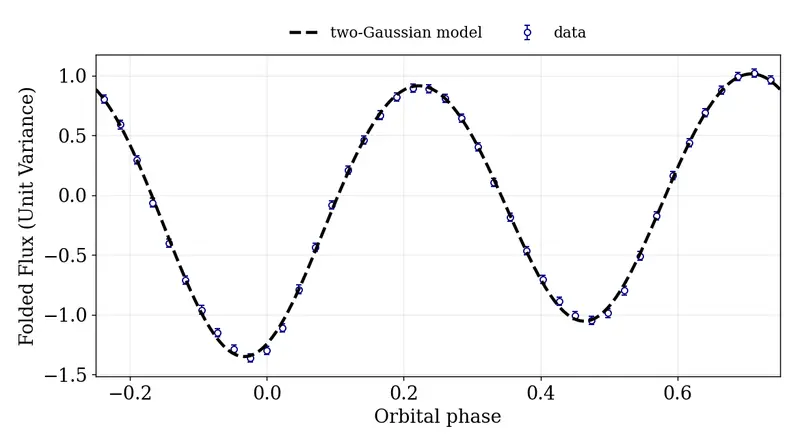 two-Gaussian model
data
Folded Flux (Unit Variance)
1.0
0.5
0.0
−0.5
−1.0
−1.5
−0.2
0.0
0.2
0.4
0.6
Orbital phase